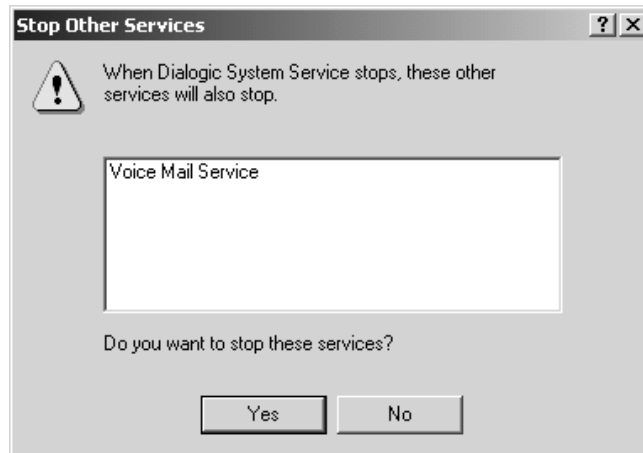 Stop Other Services
When Dialogic System Service stops, these other
services will also stop.
Voice Mail Service
Do you want to stop these services?
Yes No